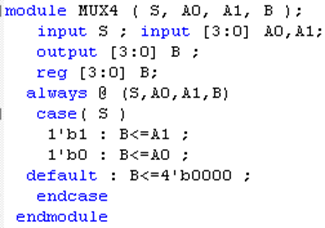 module MUX4 ( S, A0, A1, B );
input S ; input [3:0] A0,A1;
output [3:0] B ;
reg [3:0] B;
always @ (S,A0,A1,B)
case( S )
1'b1 : B<=A1 ;
1'b0 : B<=A0 ;
default : B<=4'b0000 ;
endcase
endmodule